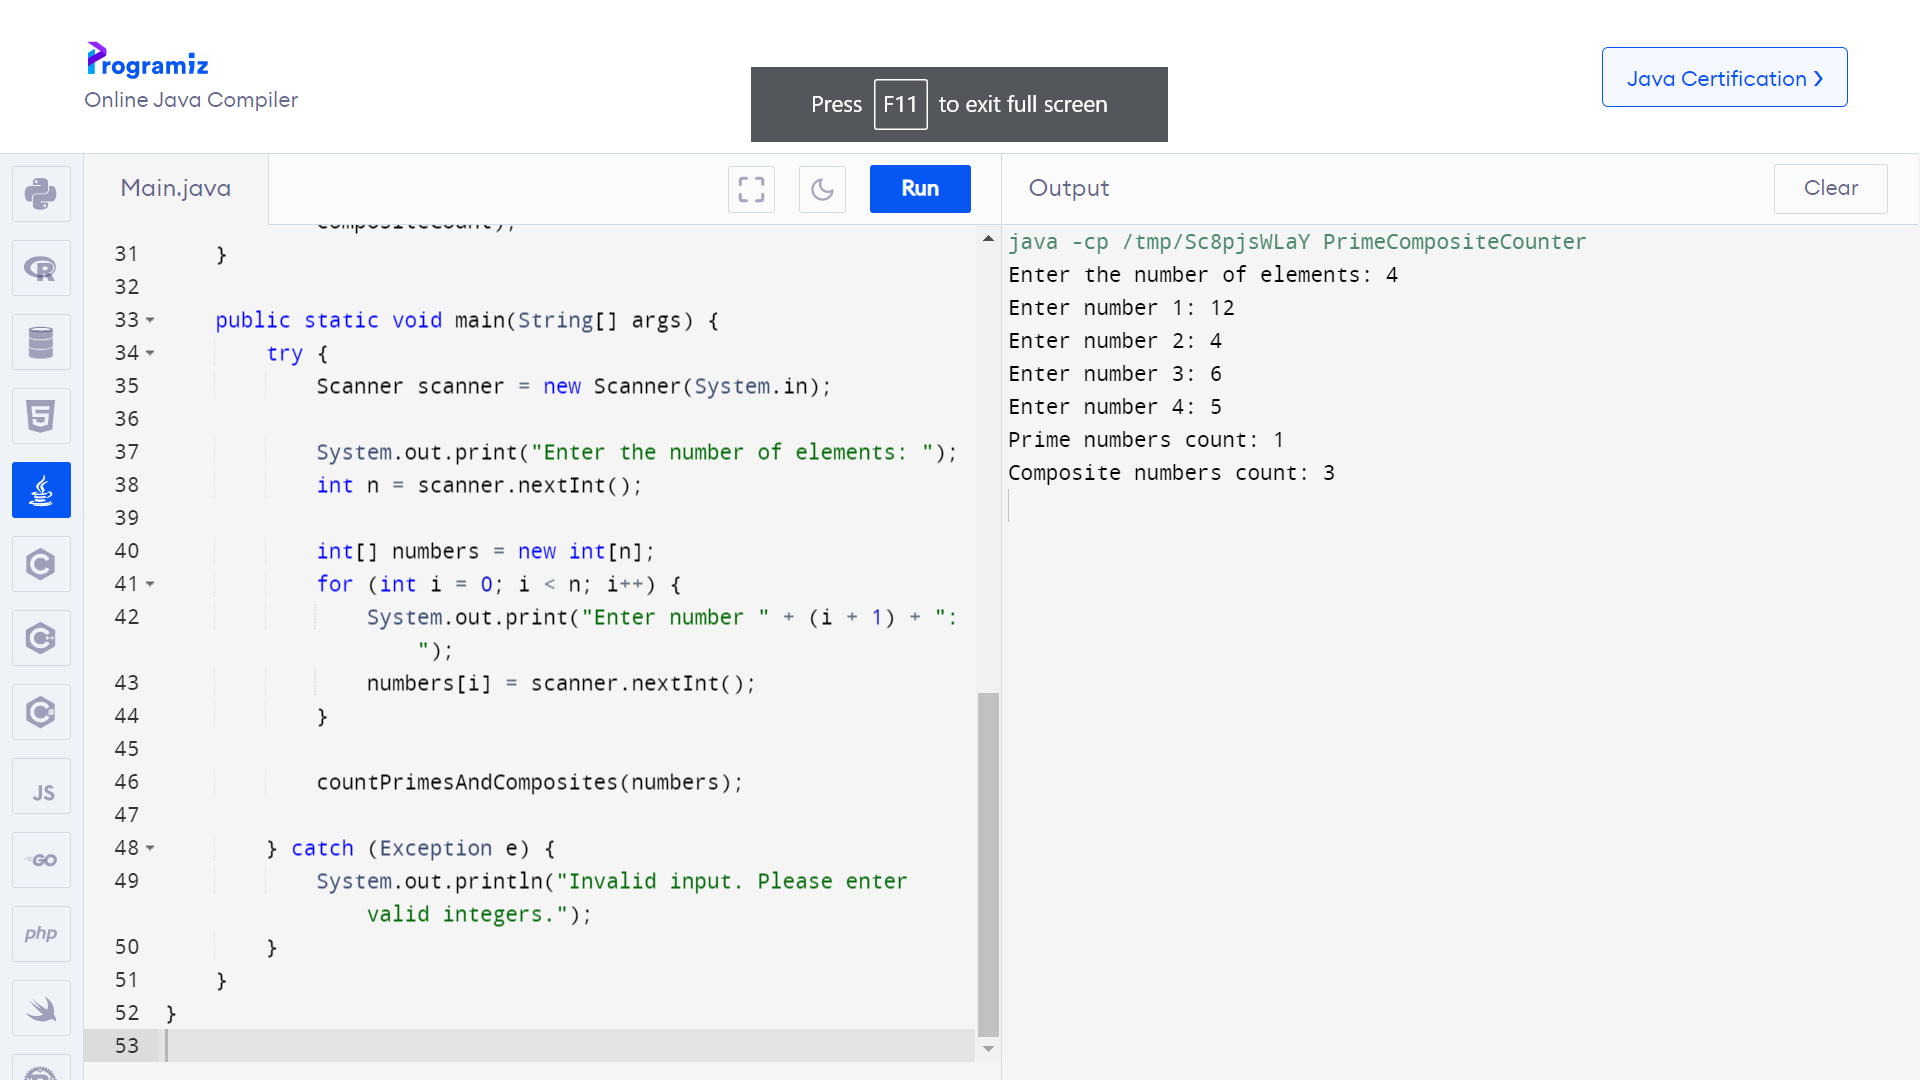 Programiz
Online Java Compiler
Press F11 to exit full screen
Java Certification ❯
Main.java
Run
Output
Clear
compositeCount);
31 }
32
33 public static void main(String[] args) {
34 try {
35 Scanner scanner = new Scanner(System.in);
36
37 System.out.print("Enter the number of elements: ");
38 int n = scanner.nextInt();
39
40 int[] numbers = new int[n];
41 for (int i = 0; i < n; i++) {
42 System.out.print("Enter number " + (i + 1) + ":
");
43 numbers[i] = scanner.nextInt();
44 }
45
46 countPrimesAndComposites(numbers);
47
48 } catch (Exception e) {
49 System.out.println("Invalid input. Please enter
valid integers.");
50 }
51 }
52 }
53
java -cp /tmp/Sc8pjsWLaY PrimeCompositeCounter
Enter the number of elements: 4
Enter number 1: 12
Enter number 2: 4
Enter number 3: 6
Enter number 4: 5
Prime numbers count: 1
Composite numbers count: 3
R
5
C
C
C#
JS
GO
php